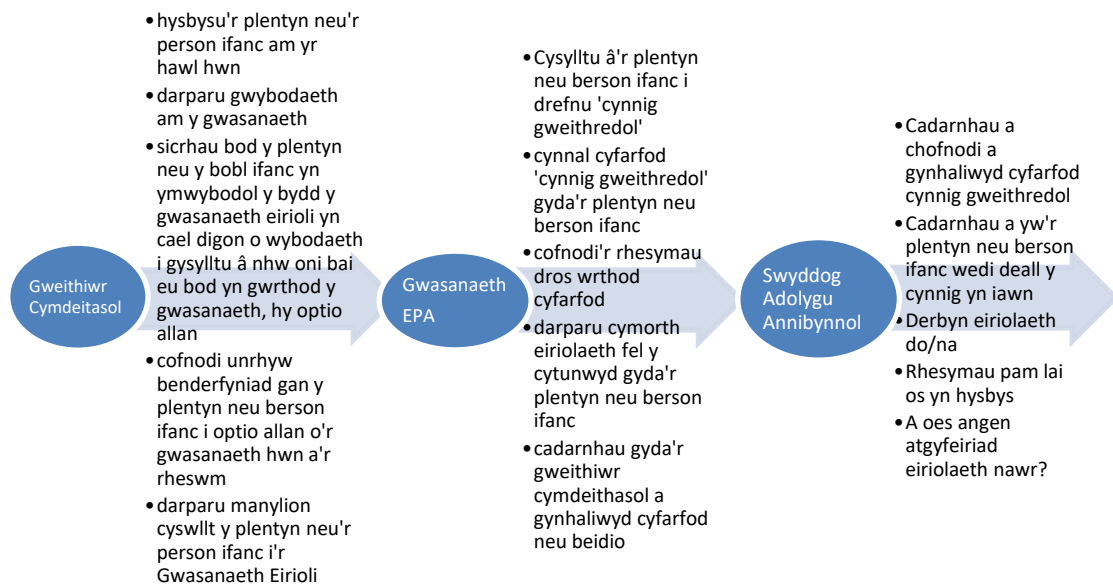 Gweithiwr
Cymdeitasol
•hysbysu'r plentyn neu'r
person ifanc am yr
hawl hwn
•darparu gwybodaeth
am y gwasanaeth
•sicrhau bod y plentyn
neu y bobl ifanc yn
ymwybodol y bydd y
gwasanaeth eirioli yn
cael digon o wybodaeth
i gysylltu â nhw oni bai
eu bod yn gwrthod y
gwasanaeth, hy optio
allan
•cofnodi unrhyw
benderfyniad gan y
plentyn neu berson
ifanc i optio allan o'r
gwasanaeth hwn a'r
rheswm
•darparu manylion
cyswllt y plentyn neu'r
person ifanc i'r
Gwasanaeth Eirioli
Gwasanaeth
EPA
•Cysylltu â'r plentyn
neu berson ifanc i
drefnu 'cynnig
gweithredol'
•cynnal cyfarfod
'cynnig gweithredol'
gyda'r plentyn neu
berson ifanc
•cofnodi'r rhesymau
dros wrthod
cyfarfod
•darparu cymorth
eiriolaeth fel y
cytunwyd gyda'r
plentyn neu berson
ifanc
•cadarnhau gyda'r
gweithiwr
cymdeithasol a
gynhaliwyd cyfarfod
neu beidio
Swyddog
Adolygu
Annibynnol
•Cadarnhau a
chofnodi a
gynhaliwyd cyfarfod
cynnig gweithredol
•Cadarnhau a yw'r
plentyn neu berson
ifanc wedi deall y
cynnig yn iawn
•Derbyn eiriolaeth
do/na
•Rhesymau pam lai
os yn hysbys
•A oes angen
atgyfeiriad
eiriolaeth nawr?